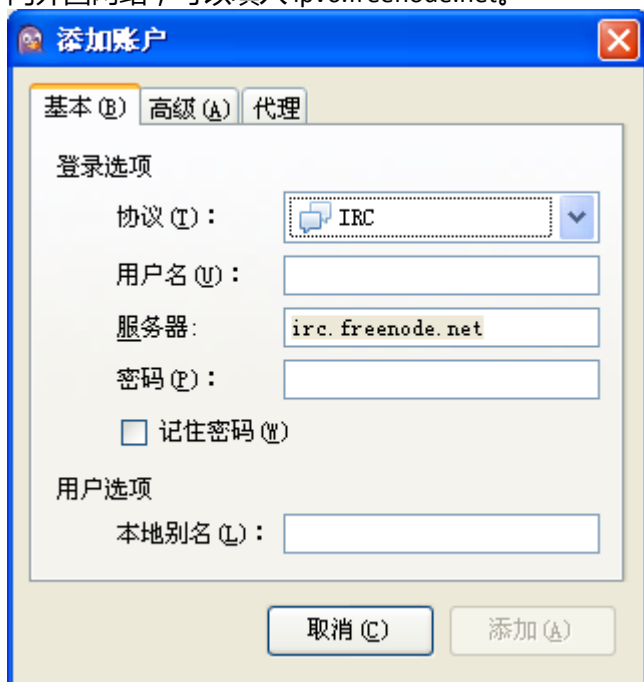 添加账户
基本(B) 高级(A) 代理
登录选项
协议(T): IRC
用户名(U):
服务器: irc.freenode.net
密码(P):
记住密码(W)
用户选项
本地别名(L):
取消(C) 添加(A)